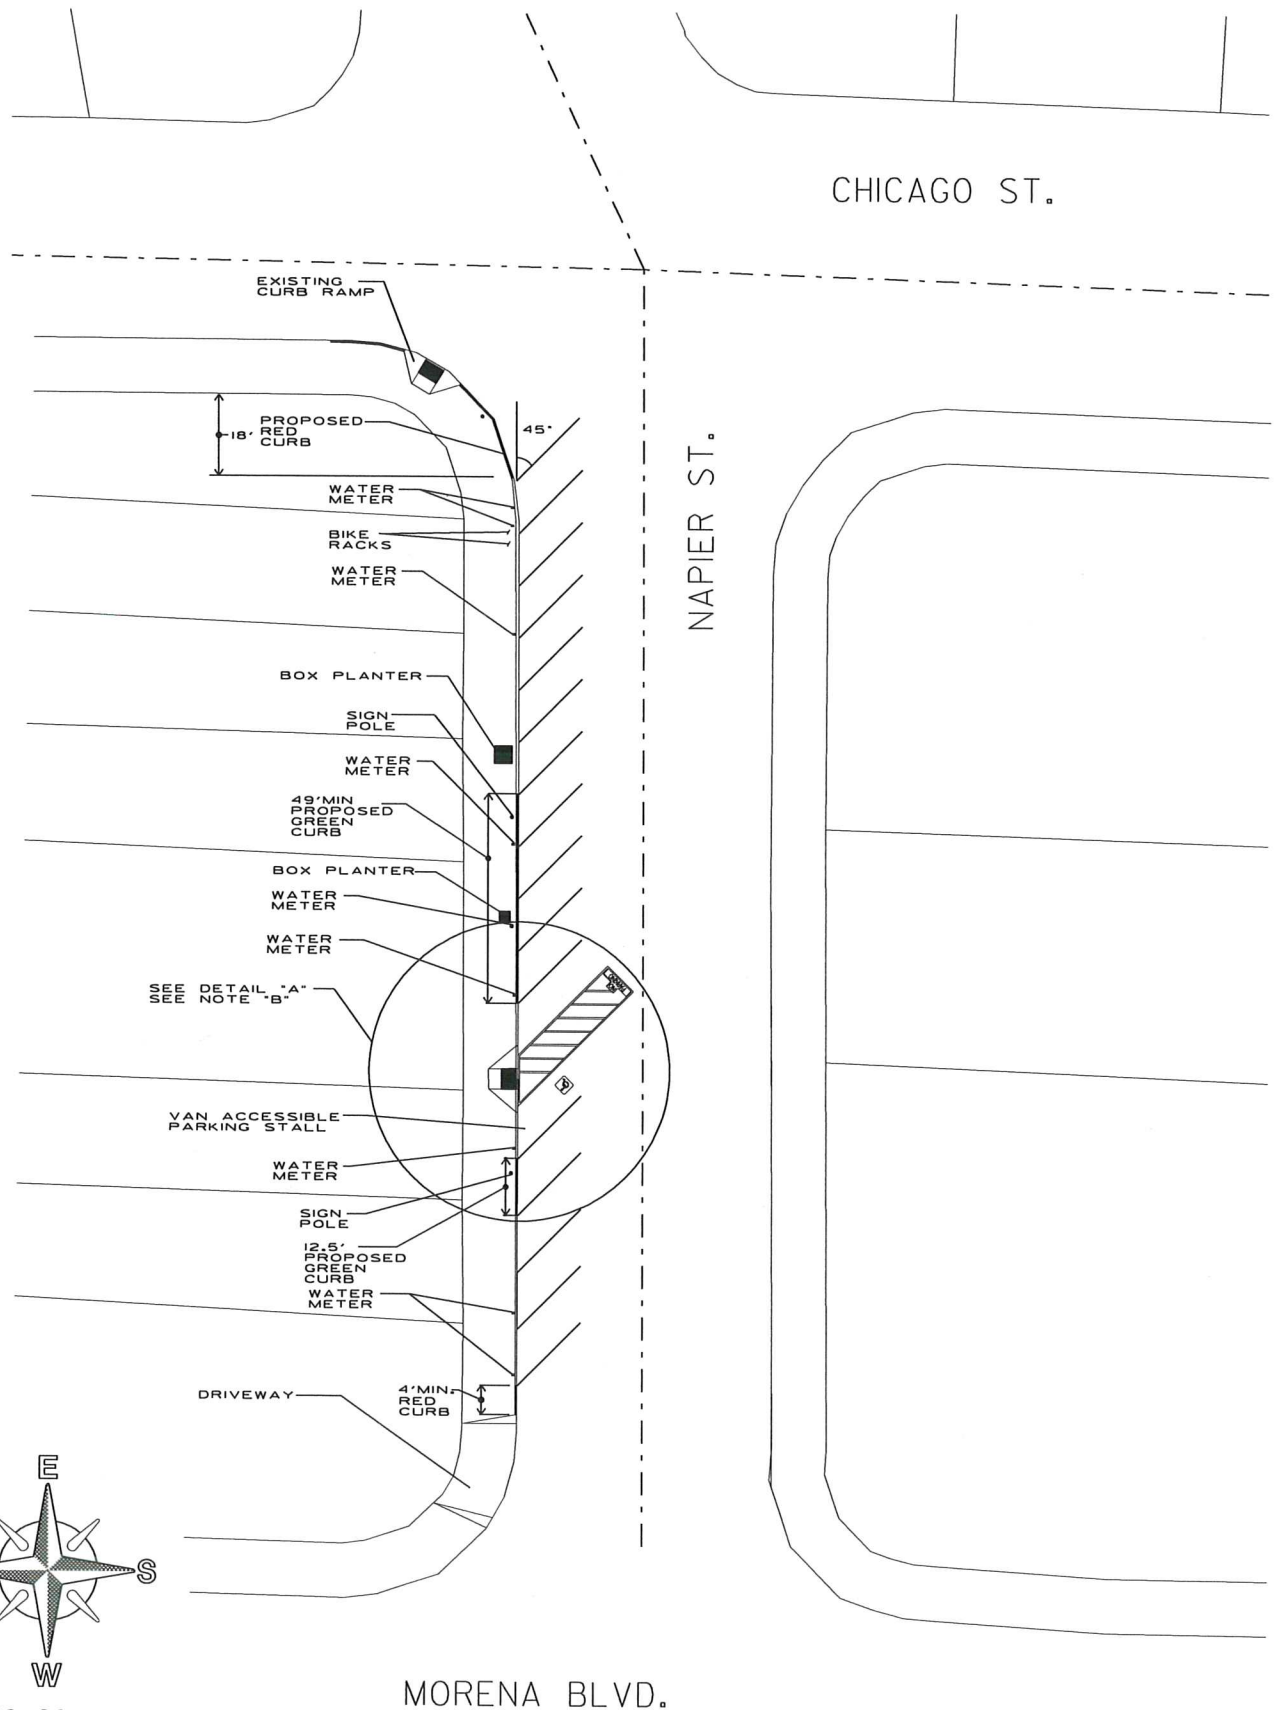 CHICAGO ST.
EXISTING
CURB RAMP
18'
PROPOSED
RED
CURB
45°
NAPIER ST.
WATER
METER
BIKE
RACKS
WATER
METER
BOX PLANTER
SIGN
POLE
WATER
METER
49'MIN
PROPOSED
GREEN
CURB
BOX PLANTER
WATER
METER
WATER
METER
SEE DETAIL "A"
SEE NOTE "B"
VAN ACCESSIBLE
PARKING STALL
WATER
METER
SIGN
POLE
12.5'
PROPOSED
GREEN
CURB
WATER
METER
DRIVEWAY
4'MIN.
RED
CURB
E
S
W
MORENA BLVD.